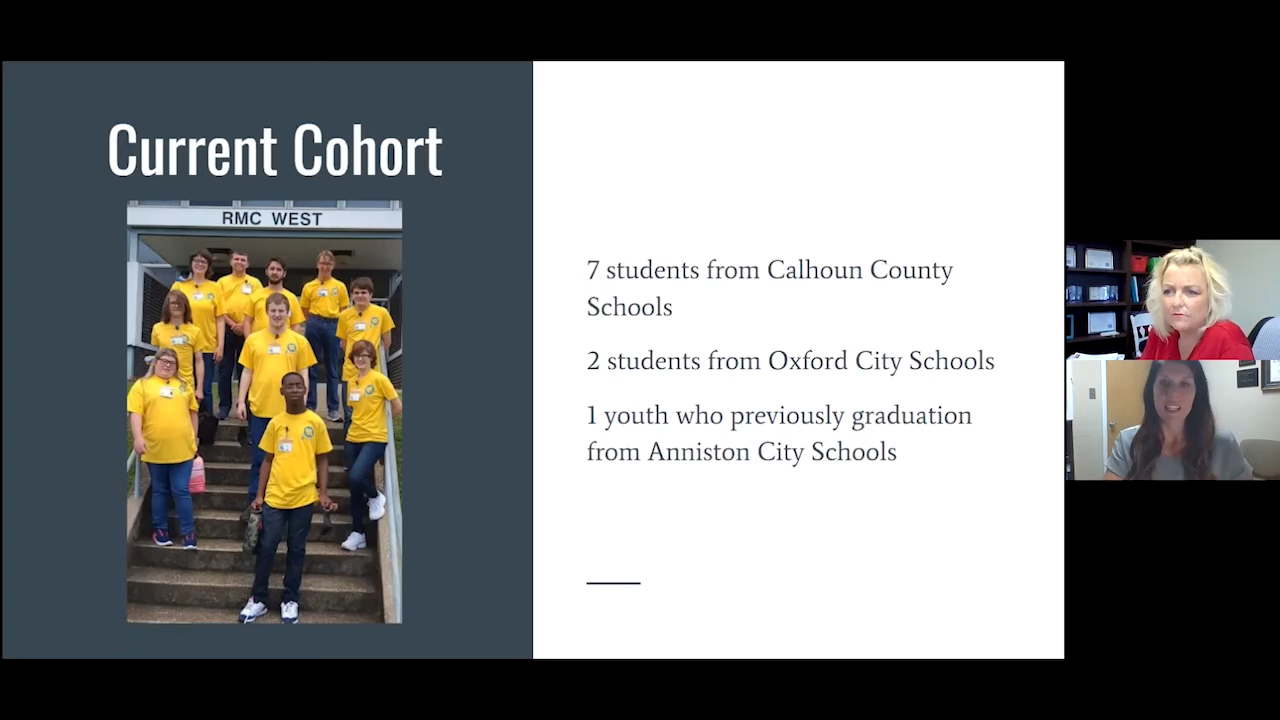 Current Cohort
RMC WEST
7 students from Calhoun County
Schools
2 students from Oxford City Schools
1 youth who previously graduation
from Anniston City Schools